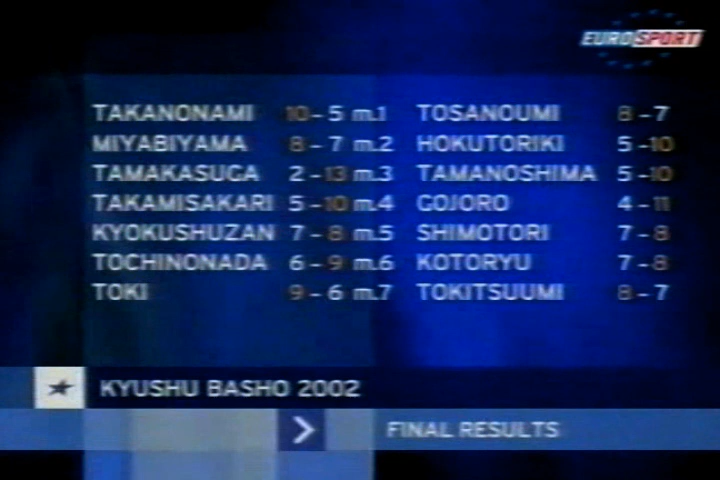 EUROSPORT
TAKANONAMI 10 - 5 m.1 TOSANOUMI 8 - 7
MIYABIYAMA 8 - 7 m.2 HOKUTORIKI 5 - 10
TAMAKASUGA 2 - 13 m.3 TAMANOSHIMA 5 - 10
TAKAMISAKARI 5 - 10 m.4 GOJORO 4 - 11
KYOKUSHUZAN 7 - 8 m.5 SHIMOTORI 7 - 8
TOCHINONADA 6 - 9 m.6 KOTORYU 7 - 8
TOKI 9 - 6 m.7 TOKITSUUMI 8 - 7
KYUSHU BASHO 2002
FINAL RESULTS